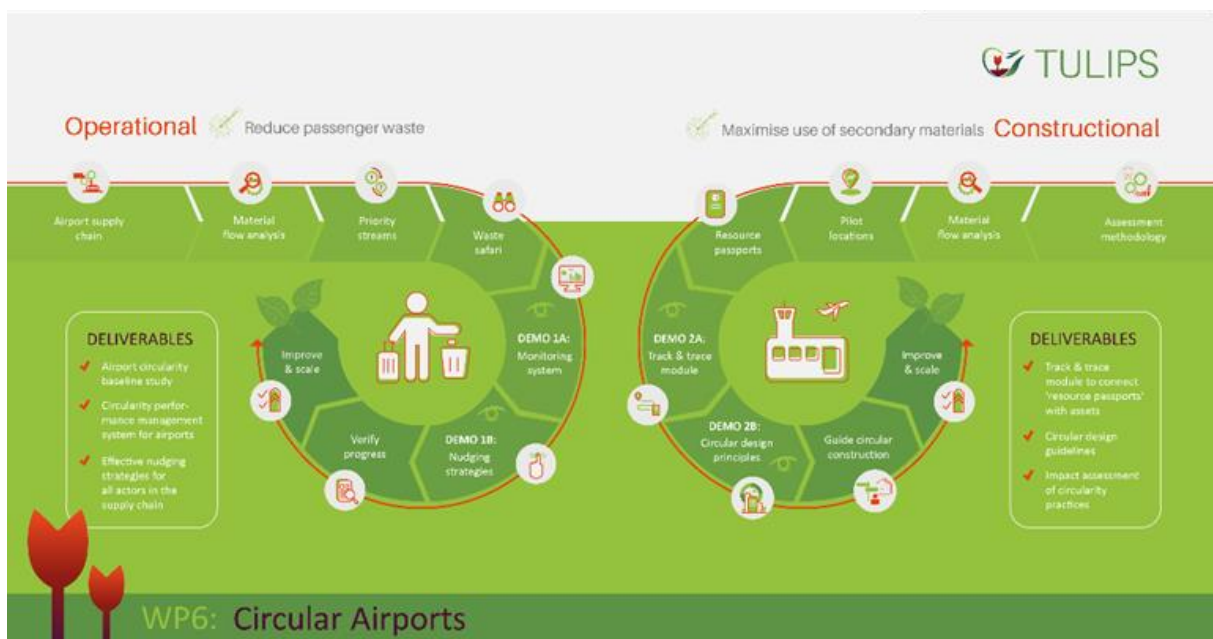 TULIPS
Operational
Reduce passenger waste
Maximise use of secondary materials
Constructional
Airport supply
chain
Material
flow analysis
Priority
streams
Waste
safari
DEMO 1A:
Monitoring
system
DEMO 1B:
Nudging
strategies
Verify
progress
Improve
& scale
Resource
passports
Pilot
locations
Material
flow analysis
Assessment
methodology
DEMO 2A:
Track & trace
module
DEMO 2B:
Circular design
principles
Guide circular
construction
Improve
& scale
DELIVERABLES
Airport circularity
baseline study
Circularity perfor-
mance management
system for airports
Effective nudging
strategies for
all actors in the
supply chain
DELIVERABLES
Track & trace
module to connect
'resource passports'
with assets
Circular design
guidelines
Impact assessment
of circularity
practices
WP6: Circular Airports